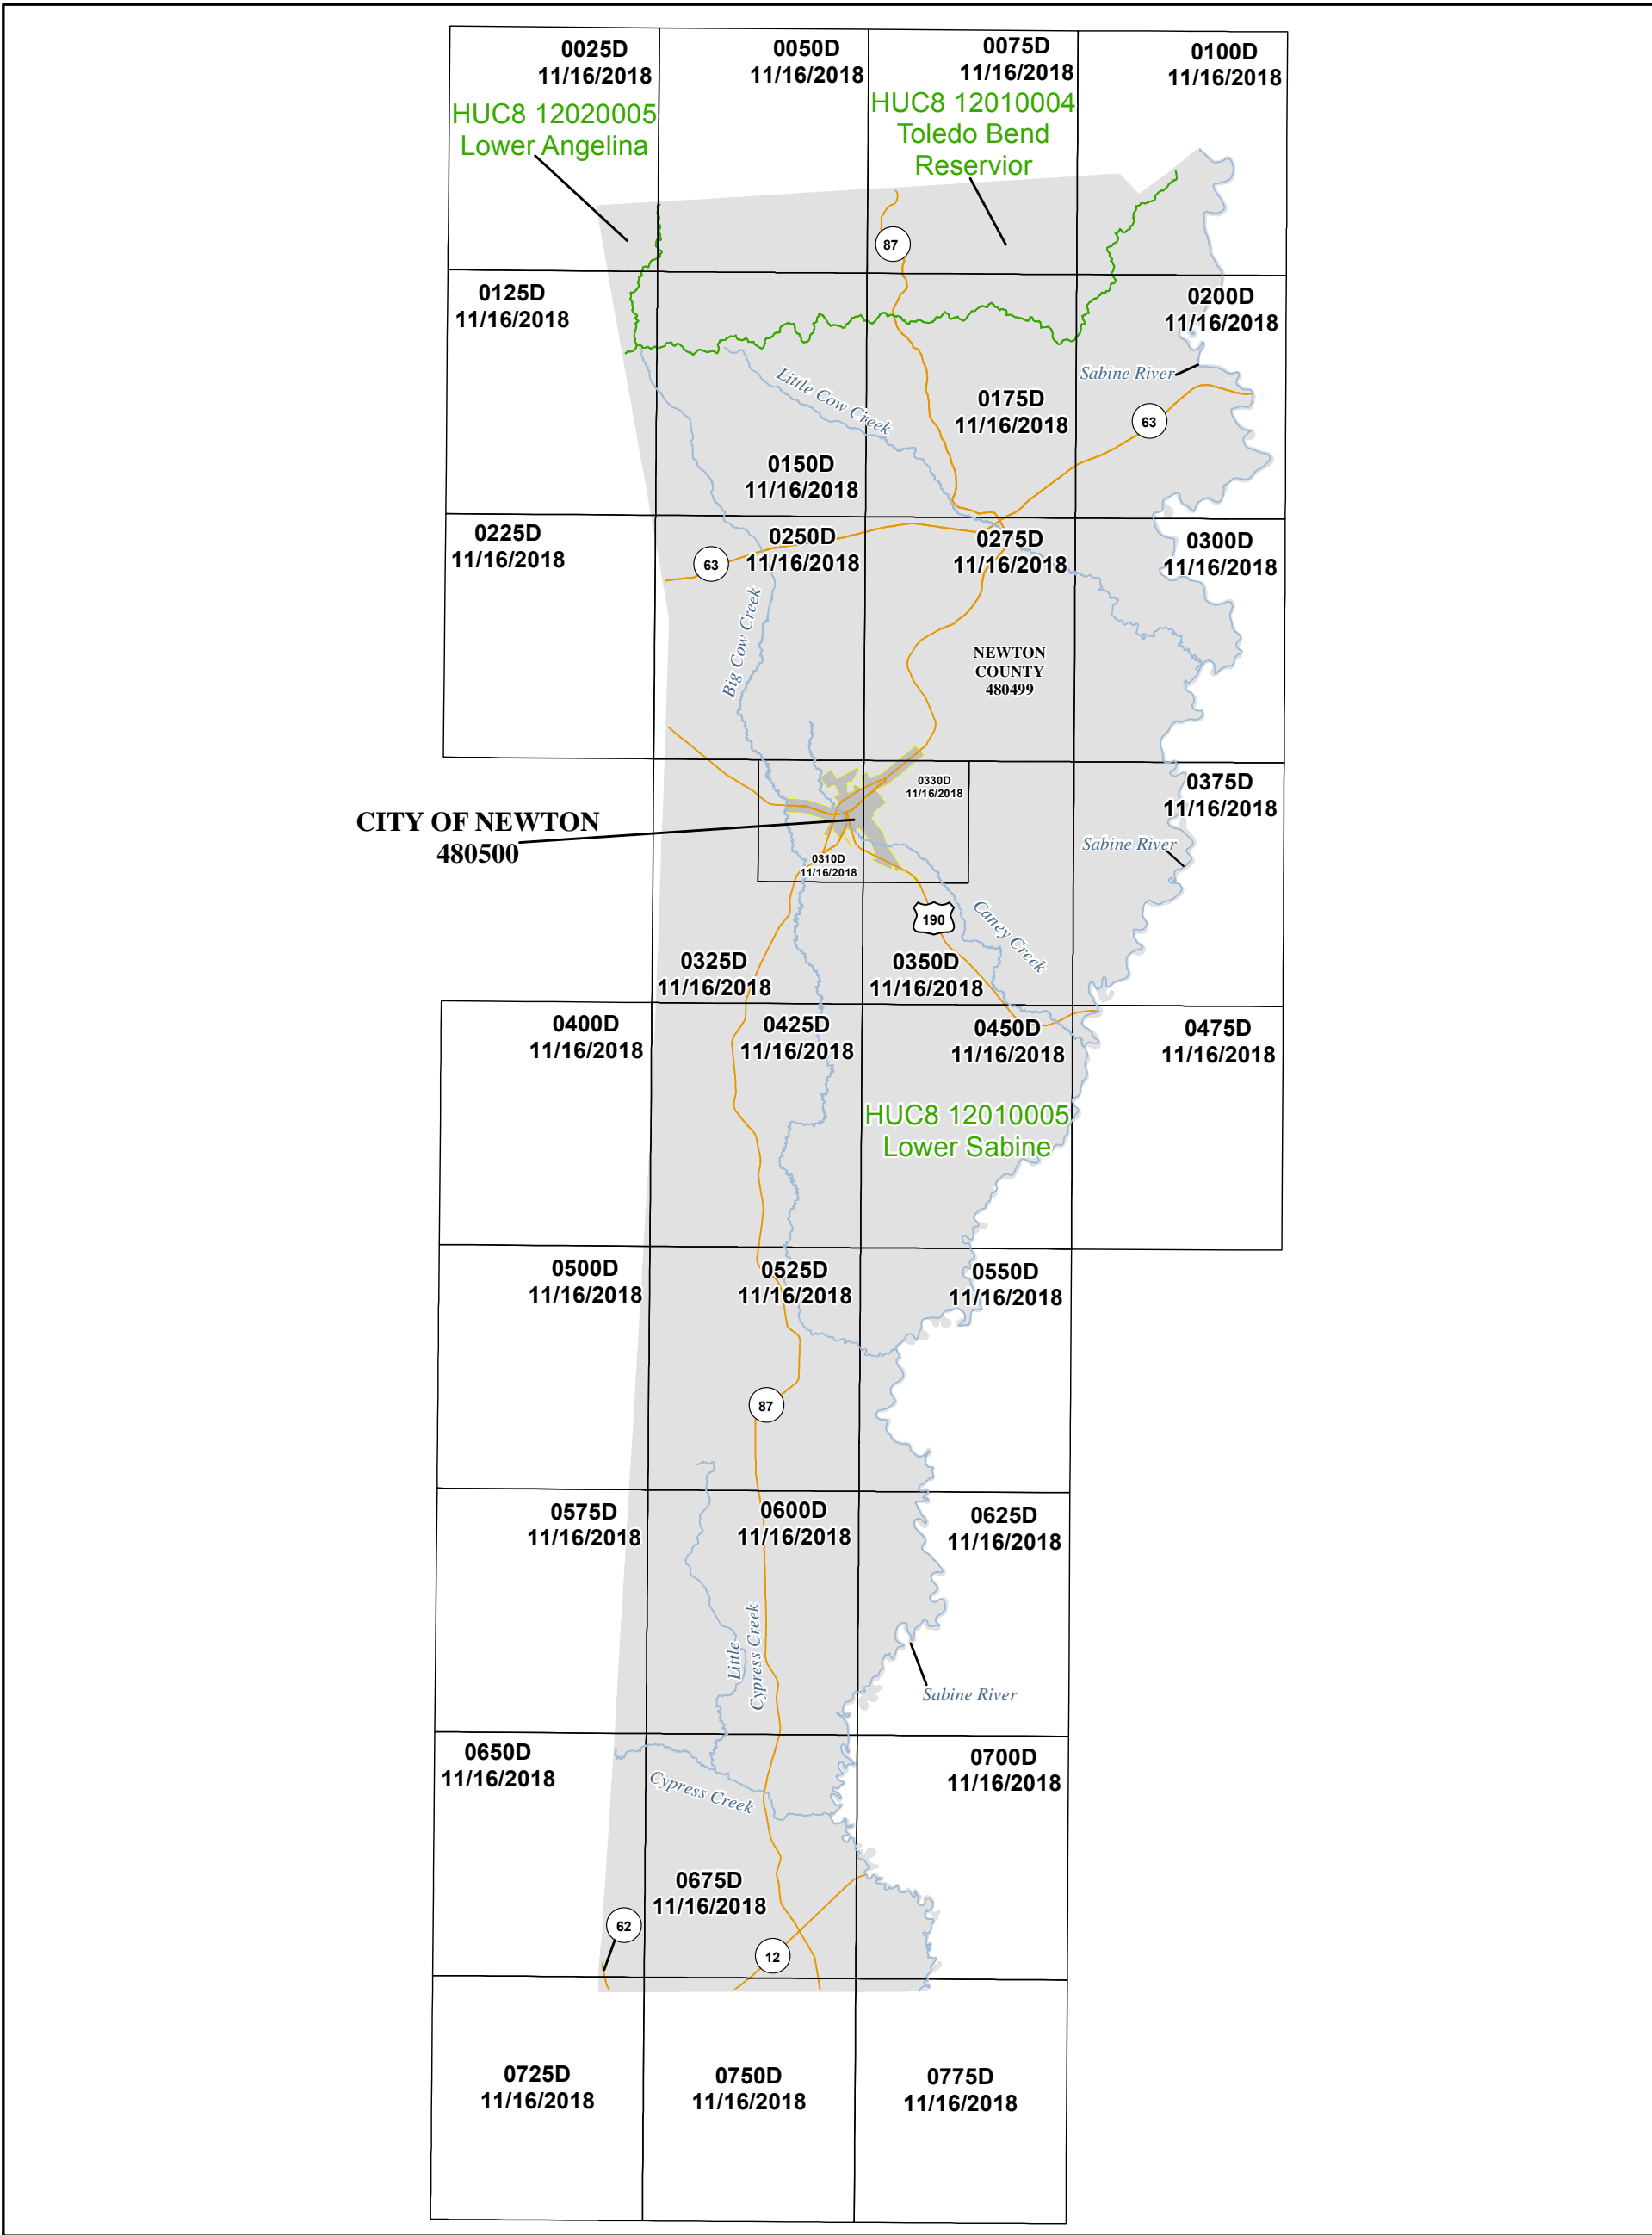 0025D
11/16/2018
0050D
11/16/2018
0075D
11/16/2018
0100D
11/16/2018
HUC8 12020005
Lower Angelina
HUC8 12010004
Toledo Bend
Reservior
87
0125D
11/16/2018
0200D
11/16/2018
Little Cow Creek
Sabine River
0175D
11/16/2018
63
0150D
11/16/2018
0225D
11/16/2018
0250D
11/16/2018
0275D
11/16/2018
0300D
11/16/2018
63
Big Cow Creek
NEWTON
COUNTY
480499
0330D
11/16/2018
0375D
11/16/2018
CITY OF NEWTON
480500
Sabine River
0310D
11/16/2018
190
Caney Creek
0325D
11/16/2018
0350D
11/16/2018
0400D
11/16/2018
0425D
11/16/2018
0450D
11/16/2018
0475D
11/16/2018
HUC8 12010005
Lower Sabine
0500D
11/16/2018
0525D
11/16/2018
0550D
11/16/2018
87
0575D
11/16/2018
0600D
11/16/2018
0625D
11/16/2018
Little
Cypress Creek
Sabine River
0650D
11/16/2018
0700D
11/16/2018
Cypress Creek
0675D
11/16/2018
62
12
0725D
11/16/2018
0750D
11/16/2018
0775D
11/16/2018